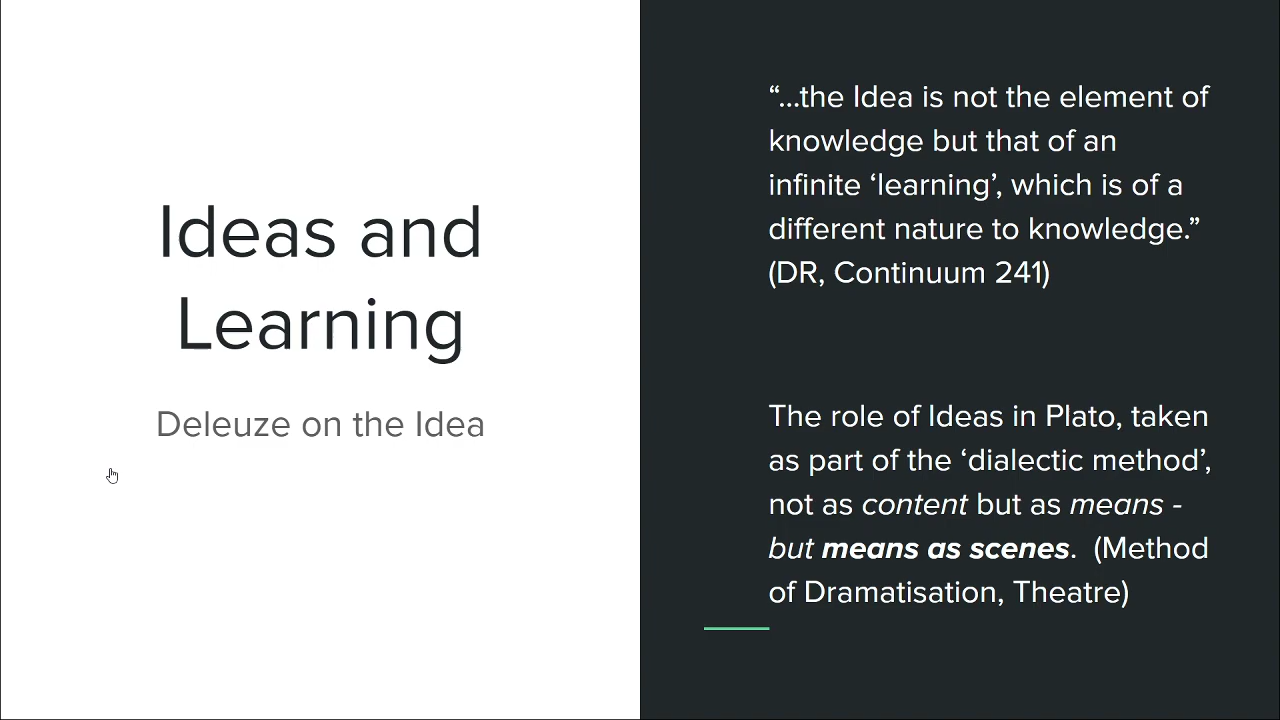 Ideas and
Learning
Deleuze on the Idea
“...the Idea is not the element of
knowledge but that of an
infinite ‘learning’, which is of a
different nature to knowledge.”
(DR, Continuum 241)
The role of Ideas in Plato, taken
as part of the ‘dialectic method’,
not as content but as means -
but means as scenes.  (Method
of Dramatisation, Theatre)